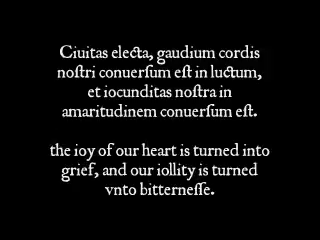 Ciuitas electa, gaudium cordis
noſtri conuerſum eſt in luctum,
et iocunditas noſtra in
amaritudinem conuerſum eſt.
the ioy of our heart is turned into
grief, and our iollity is turned
vnto bitterneſſe.